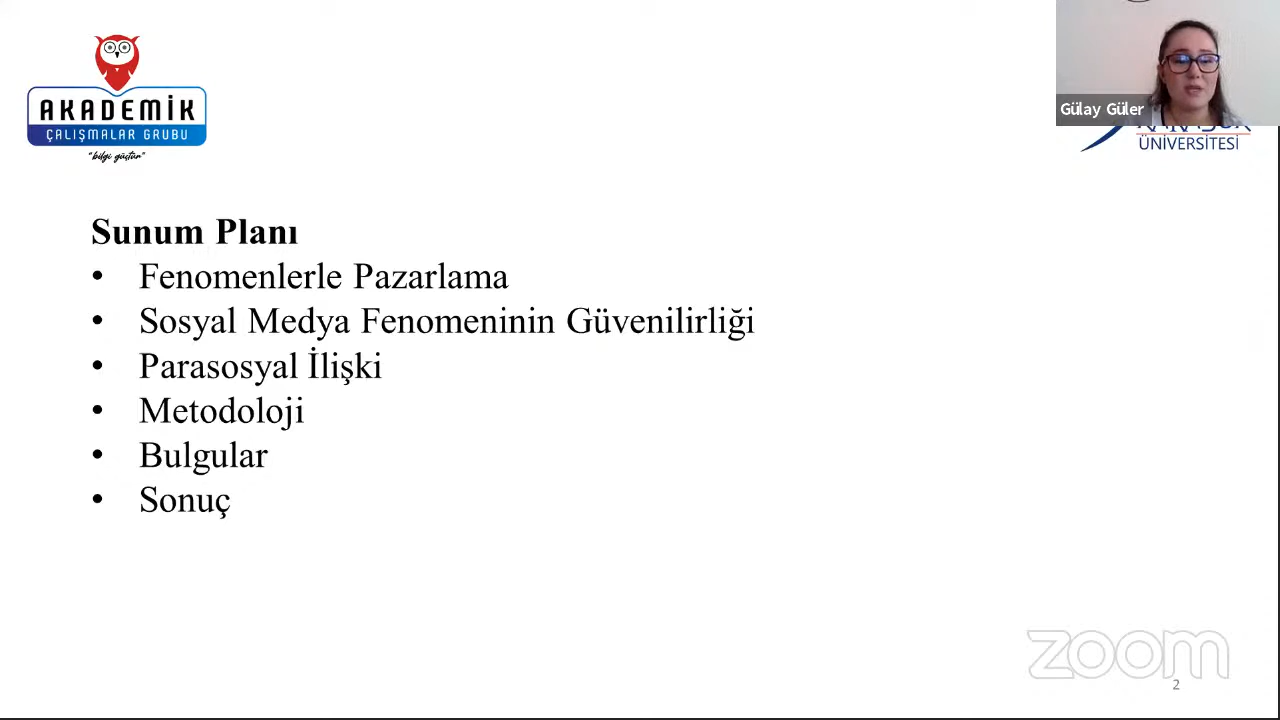 AKADEMİK
ÇALIŞMALAR GRUBU
"bilgi güçtür"
Gülay Güler
ÜNİVERSİTESİ
Sunum Planı
• Fenomenlerle Pazarlama
• Sosyal Medya Fenomeninin Güvenilirliği
• Parasosyal İlişki
• Metodoloji
• Bulgular
• Sonuç
zoom
2